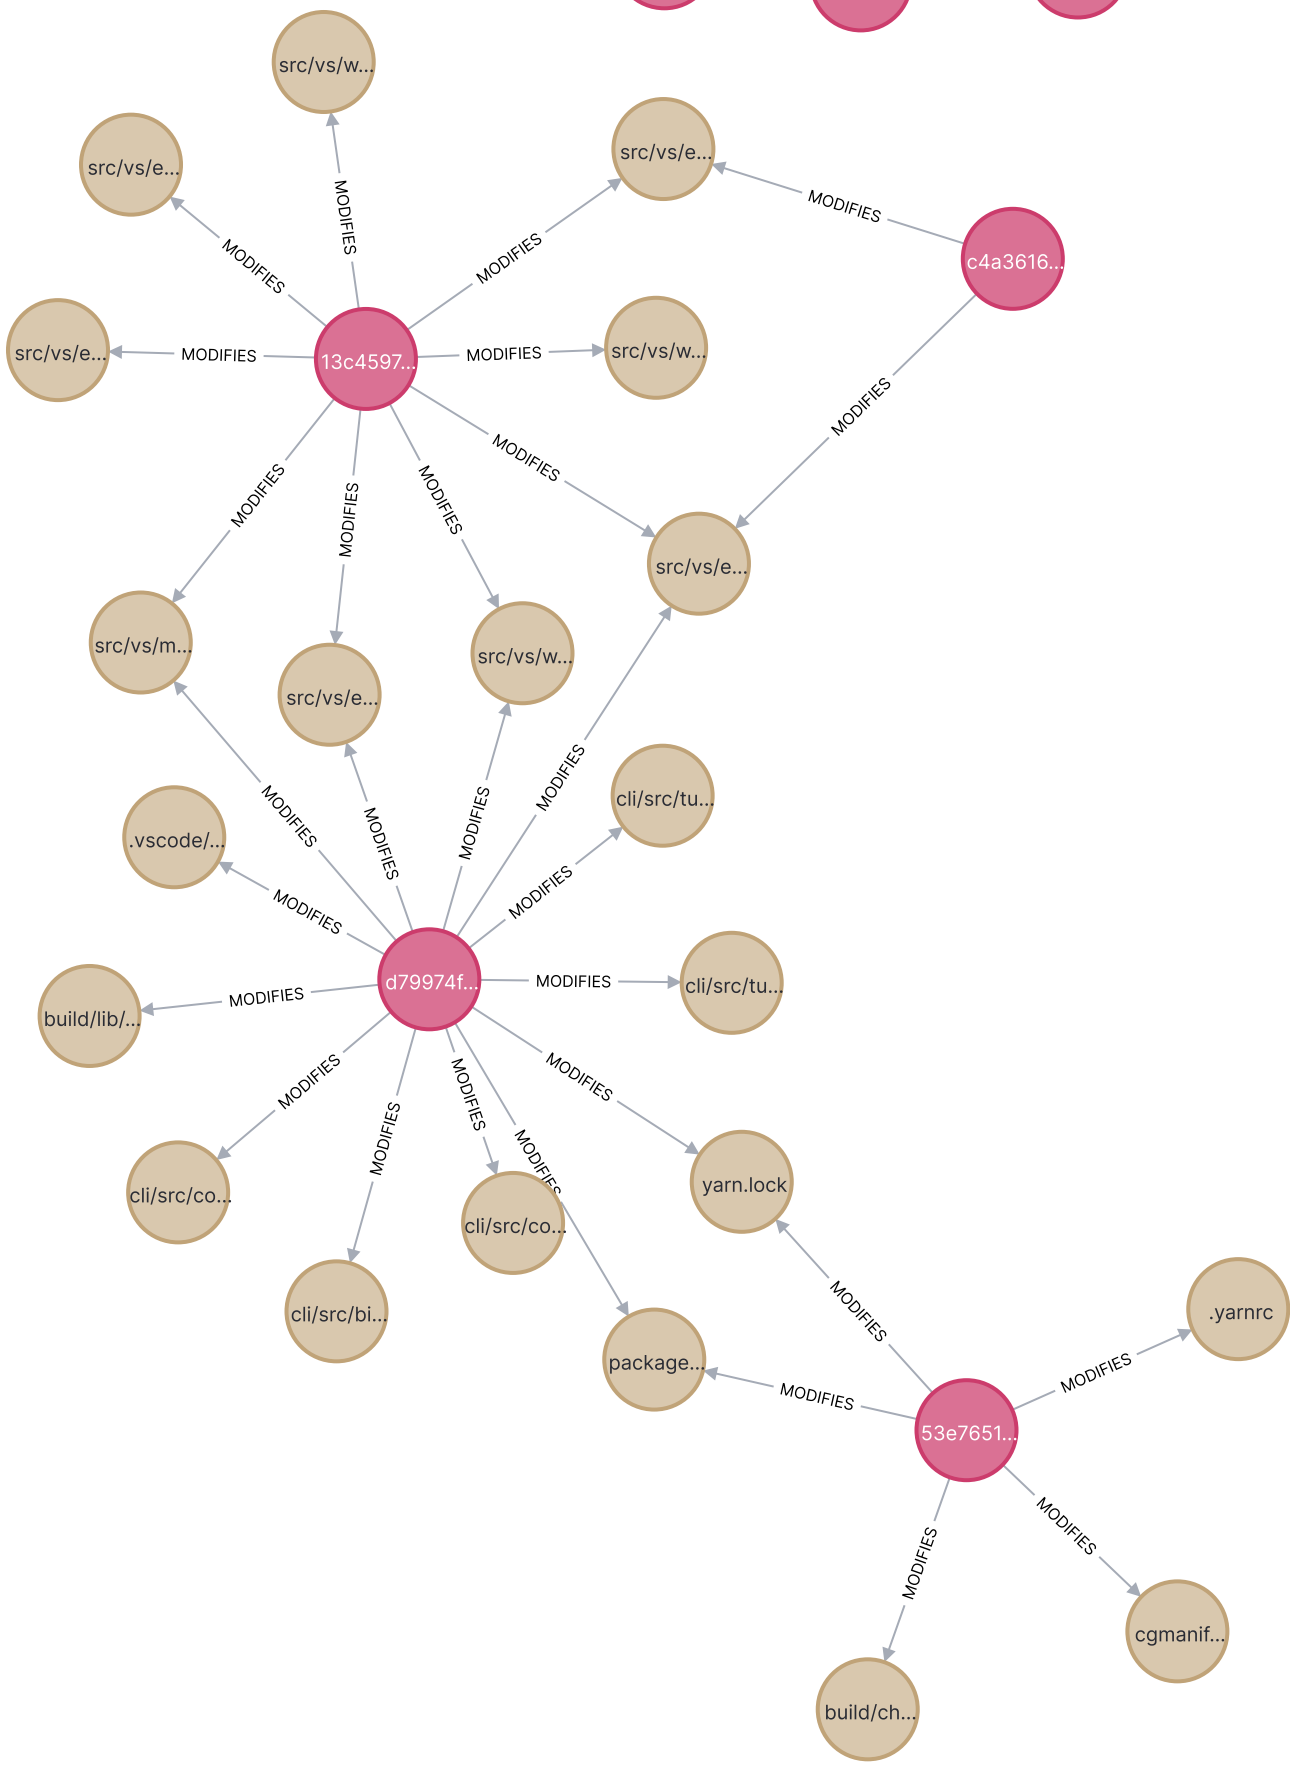 src/vs/w...
src/vs/e...
src/vs/e...
MODIFIES
MODIFIES
MODIFIES
MODIFIES
c4a3616...
src/vs/e...
MODIFIES
13c4597...
MODIFIES
src/vs/w...
MODIFIES
MODIFIES
MODIFIES
MODIFIES
MODIFIES
src/vs/e...
src/vs/m...
src/vs/e...
src/vs/w...
MODIFIES
cli/src/tu...
MODIFIES
MODIFIES
MODIFIES
.vscode/...
MODIFIES
MODIFIES
d79974f...
MODIFIES
cli/src/tu...
build/lib/...
MODIFIES
MODIFIES
MODIFIES
MODIFIES
MODIFIES
MODIFIES
cli/src/co...
cli/src/co...
yarn.lock
cli/src/bi...
MODIFIES
.yarnrc
package...
MODIFIES
MODIFIES
53e7651...
MODIFIES
MODIFIES
cgmanif...
build/ch...